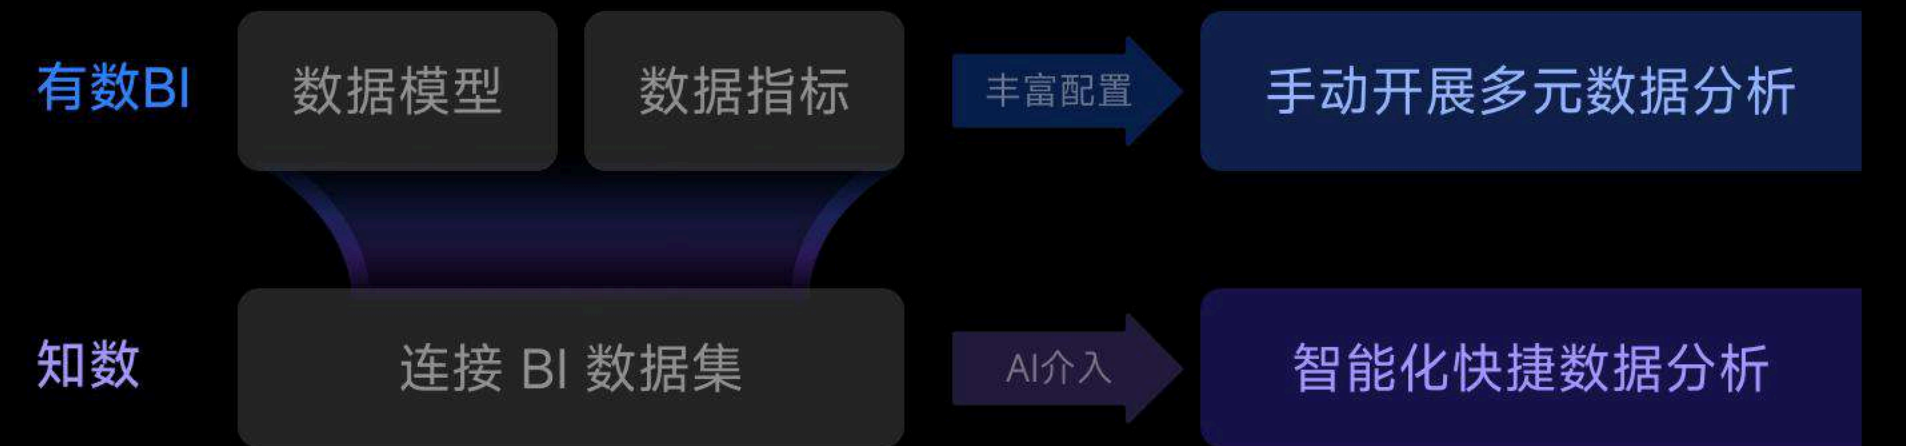 有数BI
数据模型
数据指标
丰富配置
手动开展多元数据分析
知数
连接 BI 数据集
AI介入
智能化快捷数据分析